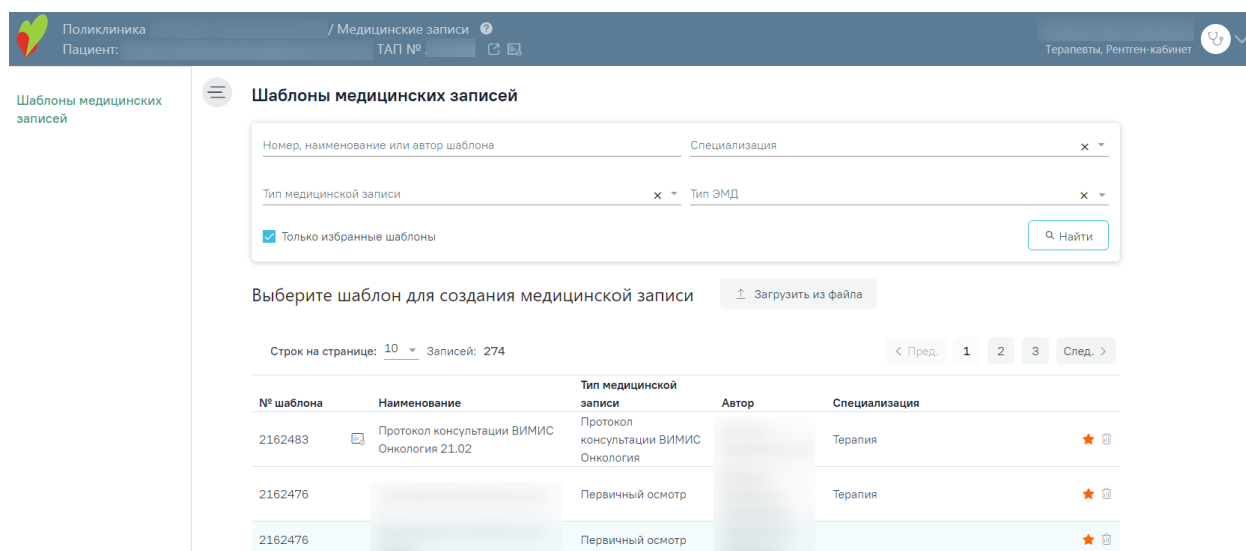 Поликлиника / Медицинские записи
Пациент: ТАП №
Терапевты, Рентген-кабинет
Шаблоны медицинских
записей
Шаблоны медицинских записей
Номер, наименование или автор шаблона Специализация
Тип медицинской записи Тип ЭМД
Только избранные шаблоны Найти
Выберите шаблон для создания медицинской записи Загрузить из файла
Строк на странице: 10 Записей: 274 < Пред. 1 2 3 След. >
Тип медицинской
№ шаблона Наименование записи Автор Специализация
Протокол
2162483 Протокол консультации ВИМИС консультации ВИМИС Терапия
Онкология 21.02 Онкология
2162476 Первичный осмотр Терапия
2162476 Первичный осмотр